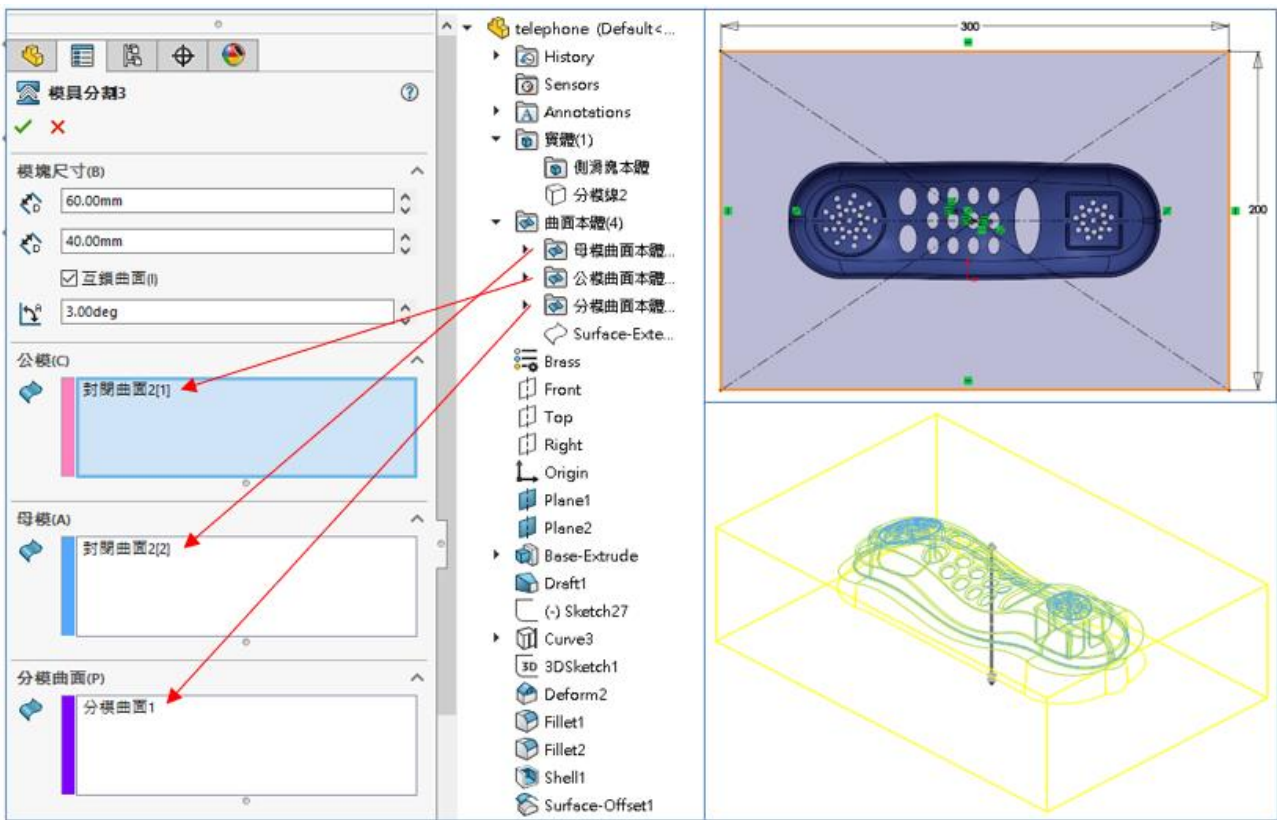 模具分割3
模塊尺寸(B)
60.00mm
40.00mm
互鎖曲面(I)
3.00deg
公模(C)
封閉曲面2[1]
母模(A)
封閉曲面2[2]
分模曲面(P)
分模曲面1
telephone (Default<...
History
Sensors
Annotations
實體(1)
側滑塊本體
分模線2
曲面本體(4)
母模曲面本體...
公模曲面本體...
分模曲面本體...
Surface-Exte...
Brass
Front
Top
Right
Origin
Plane1
Plane2
Base-Extrude
Draft1
(-) Sketch27
Curve3
3D 3DSketch1
Deform2
Fillet1
Fillet2
Shell1
Surface-Offset1
300
200